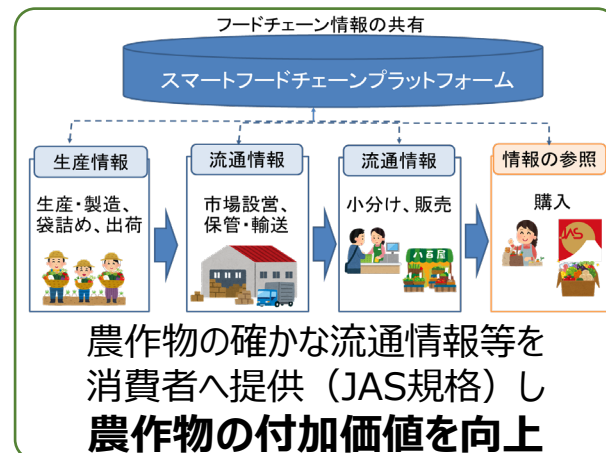 フードチェーン情報の共有
スマートフードチェーンプラットフォーム
生産情報
生産・製造、
袋詰め、出荷
流通情報
市場設営、
保管・輸送
流通情報
小分け、販売
八百屋
情報の参照
購入
JAS
農作物の確かな流通情報等を
消費者へ提供（JAS規格）し
農作物の付加価値を向上